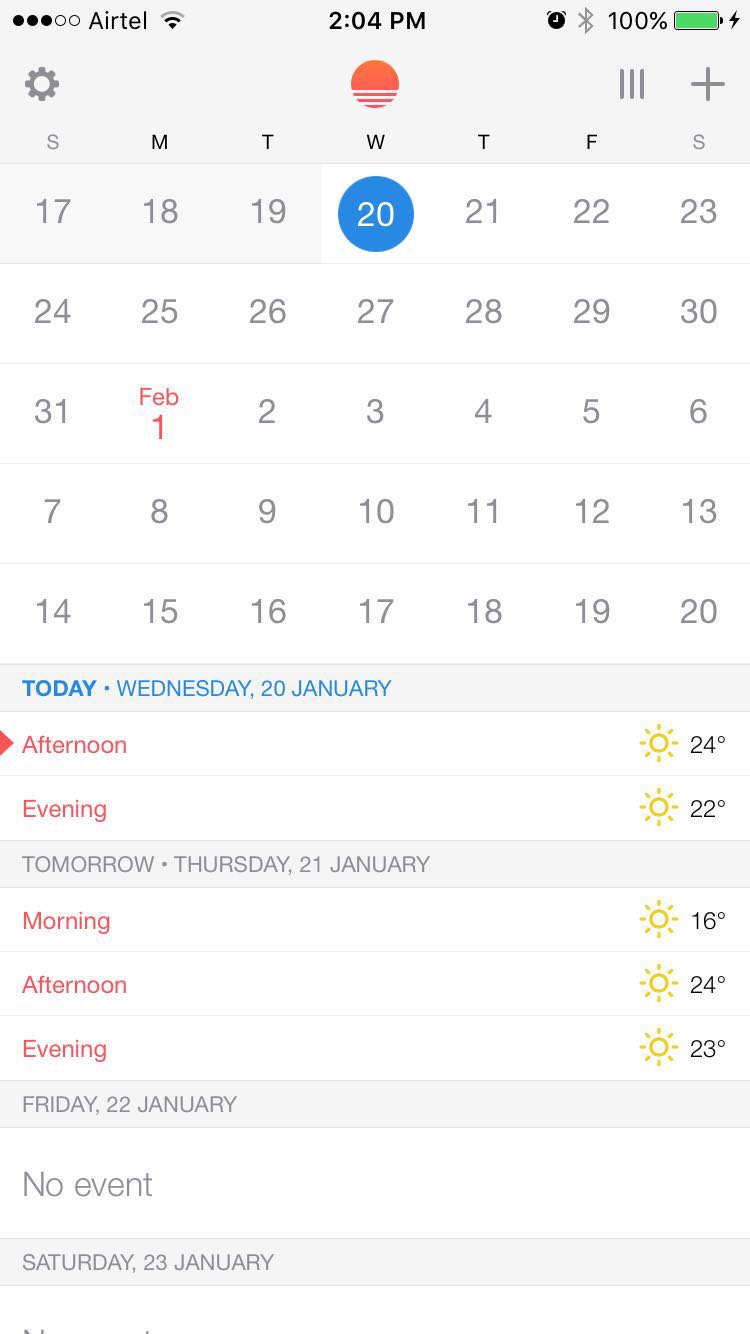 Airtel 2:04 PM 100%
S M T W T F S
17 18 19 20 21 22 23
24 25 26 27 28 29 30
31 Feb 1 2 3 4 5 6
7 8 9 10 11 12 13
14 15 16 17 18 19 20
TODAY • WEDNESDAY, 20 JANUARY
Afternoon 24°
Evening 22°
TOMORROW • THURSDAY, 21 JANUARY
Morning 16°
Afternoon 24°
Evening 23°
FRIDAY, 22 JANUARY
No event
SATURDAY, 23 JANUARY